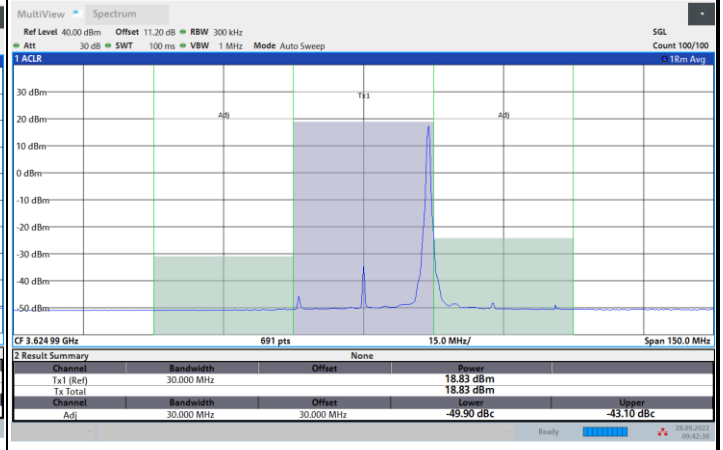 MultiView Spectrum
Ref Level 40.00 dBm Offset 11.20 dB RBW 300 kHz SGL
Att 30 dB SWT 100 ms VBW 1 MHz Mode Auto Sweep Count 100/100
1 ACLR 1Rm Avg
30 dBm
Tx1
20 dBm
Adj Adj
10 dBm
0 dBm
-10 dBm
-20 dBm
-30 dBm
-40 dBm
-50 dBm
CF 3.624 99 GHz 691 pts 15.0 MHz/ Span 150.0 MHz
2 Result Summary None
Channel Bandwidth Offset Power
Tx1 (Ref) 30.000 MHz 18.83 dBm
Tx Total 18.83 dBm
Channel Bandwidth Offset Lower Upper
Adj 30.000 MHz 30.000 MHz -49.90 dBc -43.10 dBc
Ready 28.09.2022
09:42:30